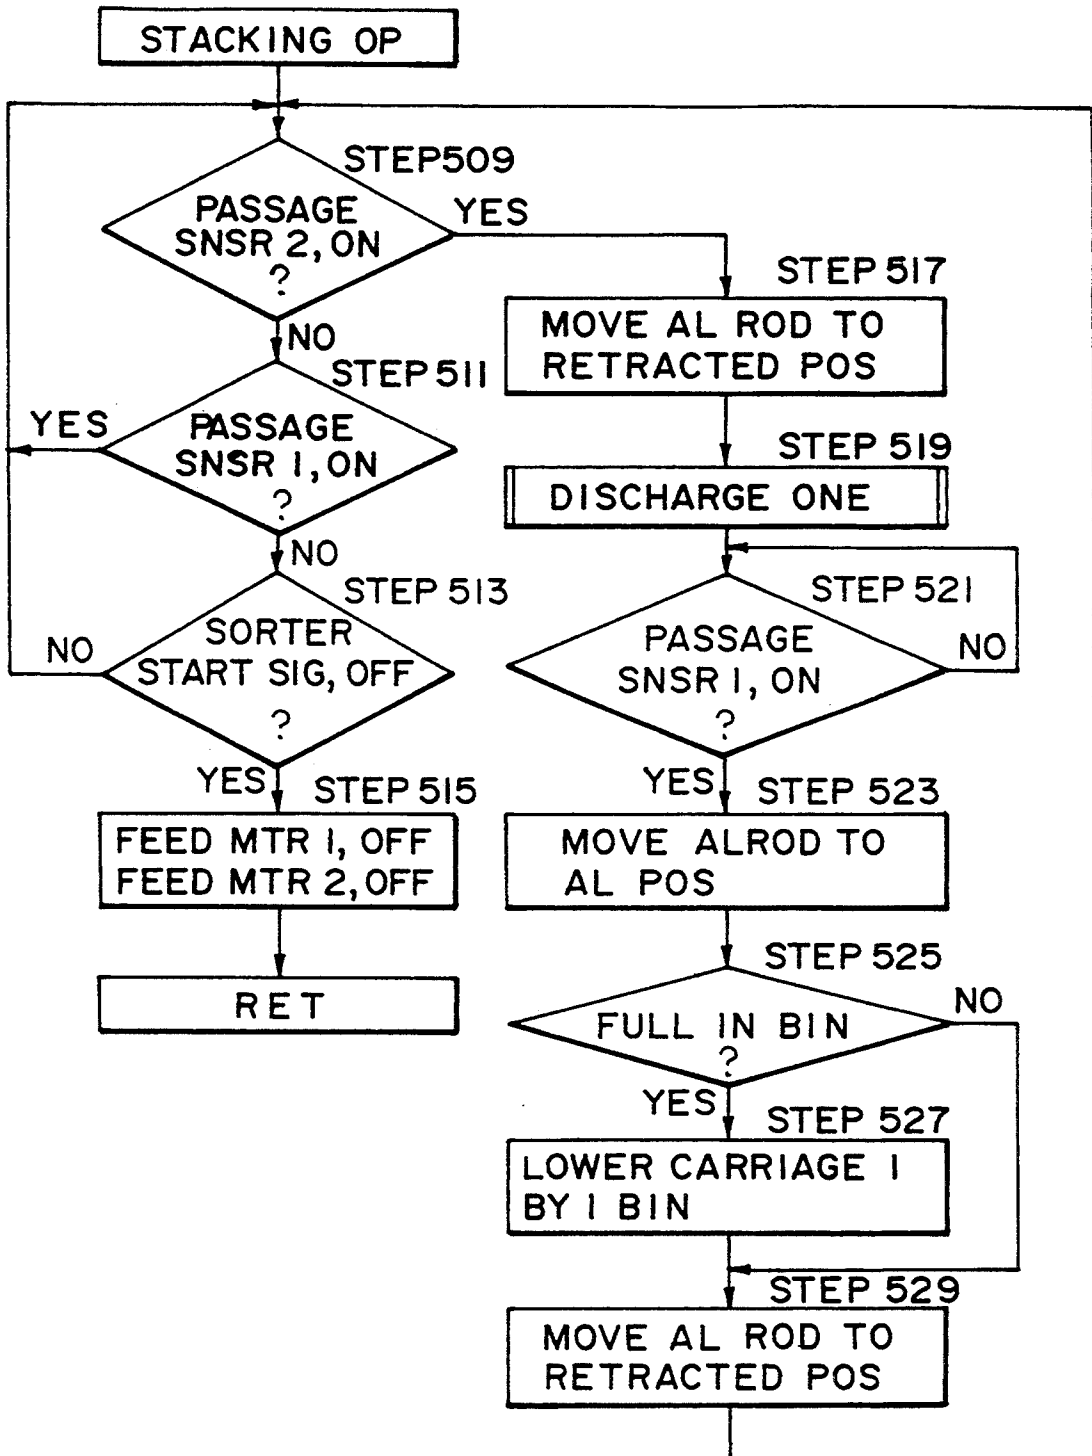 STACKING OP
STEP509
PASSAGE
SNSR 2, ON
?
YES
NO
STEP511
PASSAGE
SNSR 1, ON
?
YES
NO
STEP 513
SORTER
START SIG, OFF
?
NO
YES
STEP 515
FEED MTR 1, OFF
FEED MTR 2, OFF
RET
STEP 517
MOVE AL ROD TO
RETRACTED POS
STEP 519
DISCHARGE ONE
STEP 521
PASSAGE
SNSR 1, ON
?
NO
YES
STEP 523
MOVE ALROD TO
AL POS
STEP 525
FULL IN BIN
?
NO
YES
STEP 527
LOWER CARRIAGE 1
BY 1 BIN
STEP 529
MOVE AL ROD TO
RETRACTED POS